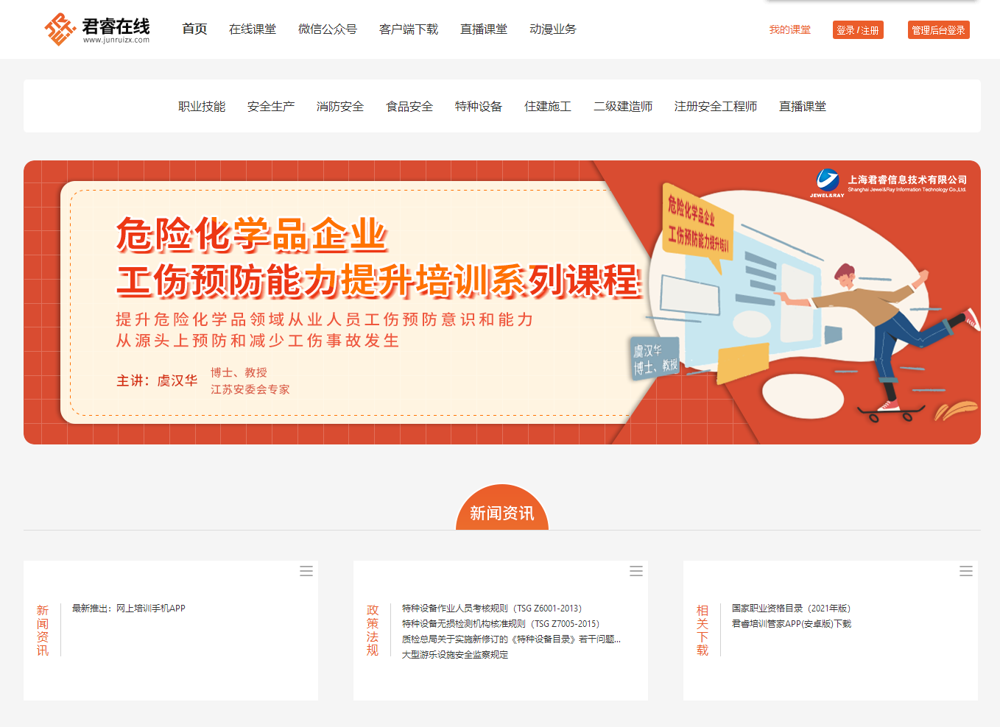 君睿在线
www.junruizx.com
首页 在线课堂 微信公众号 客户端下载 直播课堂 动漫业务
我的课堂 登录 / 注册 管理后台登录
职业技能 安全生产 消防安全 食品安全 特种设备 住建施工 二级建造师 注册安全工程师 直播课堂
JEWEL&RAY
上海君睿信息技术有限公司
Shanghai Jewel&Ray Information Technology Co.,Ltd.
危险化学品企业
工伤预防能力提升培训系列课程
提升危险化学品领域从业人员工伤预防意识和能力
从源头上预防和减少工伤事故发生
主讲：虞汉华
博士、教授
江苏安委会专家
危险化学品企业
工伤预防能力提升培训
虞汉华
博士、教授
新闻资讯
新闻资讯
最新推出：网上培训手机APP
政策法规
特种设备作业人员考核规则（TSG Z6001-2013）
特种设备无损检测机构核准规则（TSG Z7005-2015）
质检总局关于实施新修订的《特种设备目录》若干问题...
大型游乐设施安全监察规定
相关下载
国家职业资格目录（2021年版）
君睿培训管家APP(安卓版)下载